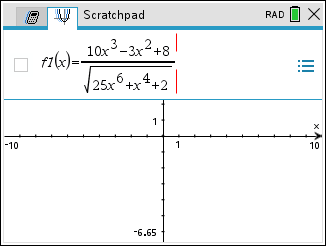 Scratchpad RAD
f1(x)=(10x³−3x²+8)/√(25x⁶+x⁴+2)
1 x
-10 1 10
-6.65